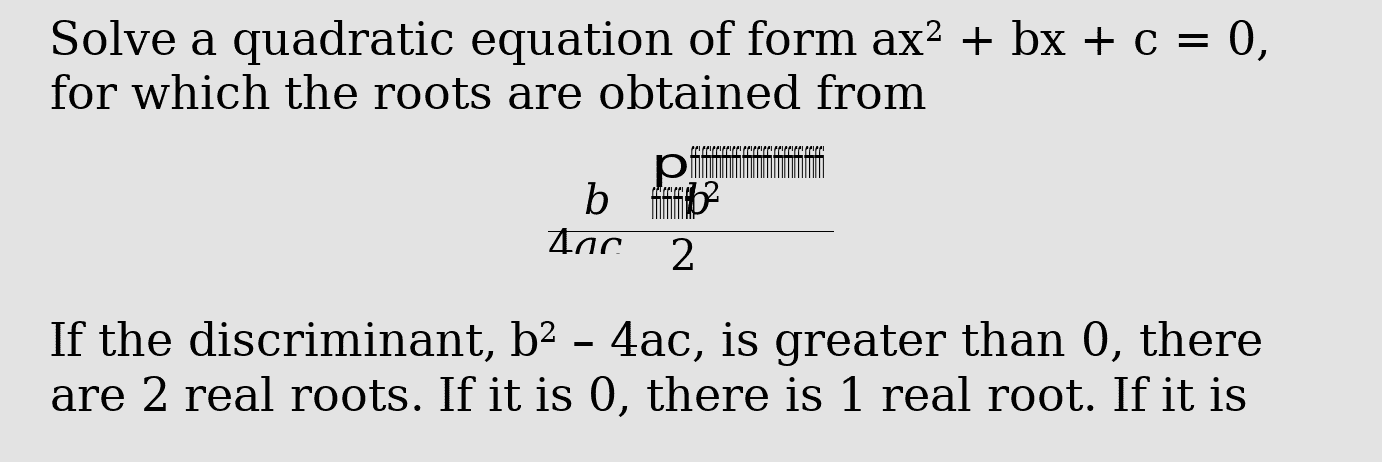 Solve a quadratic equation of form ax² + bx + c = 0,
for which the roots are obtained from
p
b b²
4ac 2
If the discriminant, b² – 4ac, is greater than 0, there
are 2 real roots. If it is 0, there is 1 real root. If it is